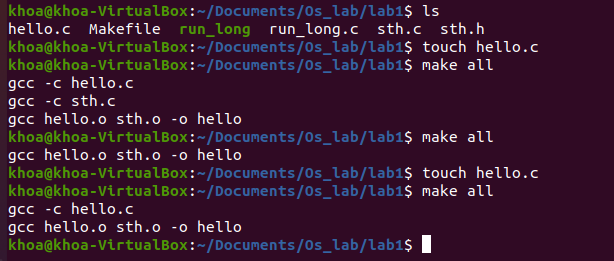 khoa@khoa-VirtualBox:~/Documents/Os_lab/lab1$ ls
hello.c  Makefile  run_long  run_long.c  sth.c  sth.h
khoa@khoa-VirtualBox:~/Documents/Os_lab/lab1$ touch hello.c
khoa@khoa-VirtualBox:~/Documents/Os_lab/lab1$ make all
gcc -c hello.c
gcc -c sth.c
gcc hello.o sth.o -o hello
khoa@khoa-VirtualBox:~/Documents/Os_lab/lab1$ make all
gcc hello.o sth.o -o hello
khoa@khoa-VirtualBox:~/Documents/Os_lab/lab1$ touch hello.c
khoa@khoa-VirtualBox:~/Documents/Os_lab/lab1$ make all
gcc -c hello.c
gcc hello.o sth.o -o hello
khoa@khoa-VirtualBox:~/Documents/Os_lab/lab1$